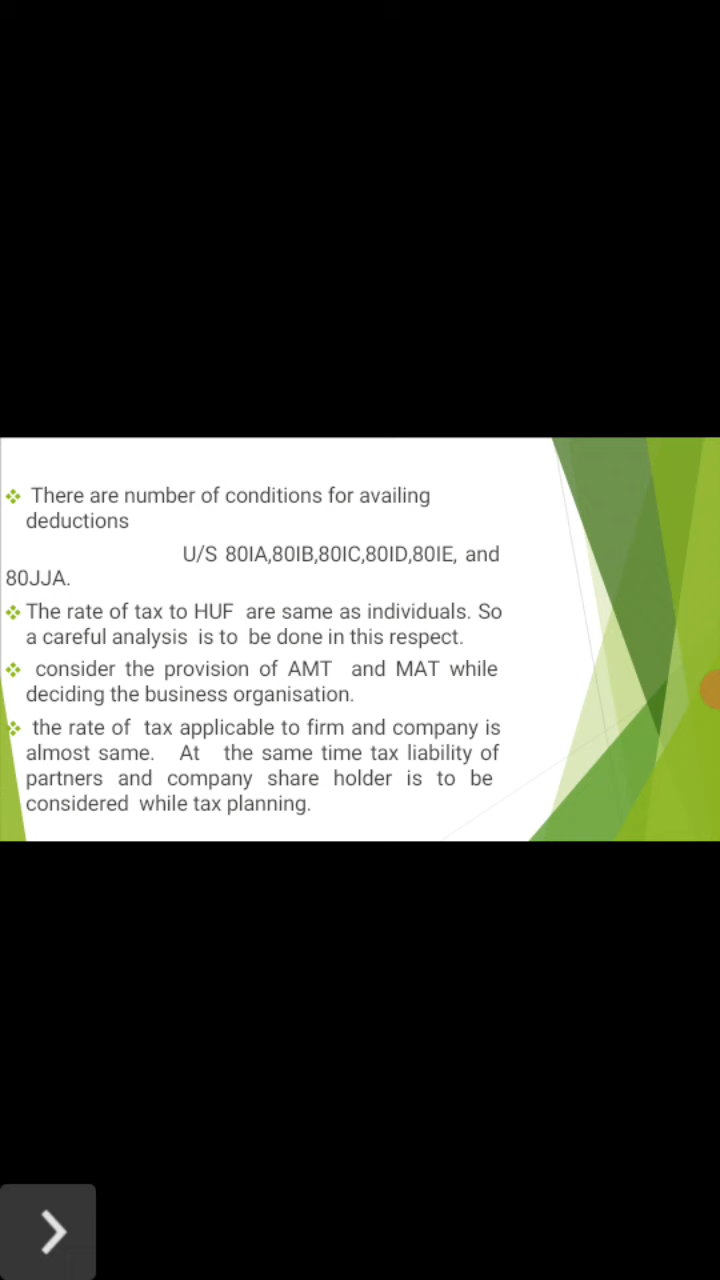 ❖ There are number of conditions for availing
deductions
U/S 80IA,80IB,80IC,80ID,80IE, and
80JJA.
❖ The rate of tax to HUF are same as individuals. So
a careful analysis is to be done in this respect.
❖ consider the provision of AMT and MAT while
deciding the business organisation.
❖ the rate of tax applicable to firm and company is
almost same. At the same time tax liability of
partners and company share holder is to be
considered while tax planning.